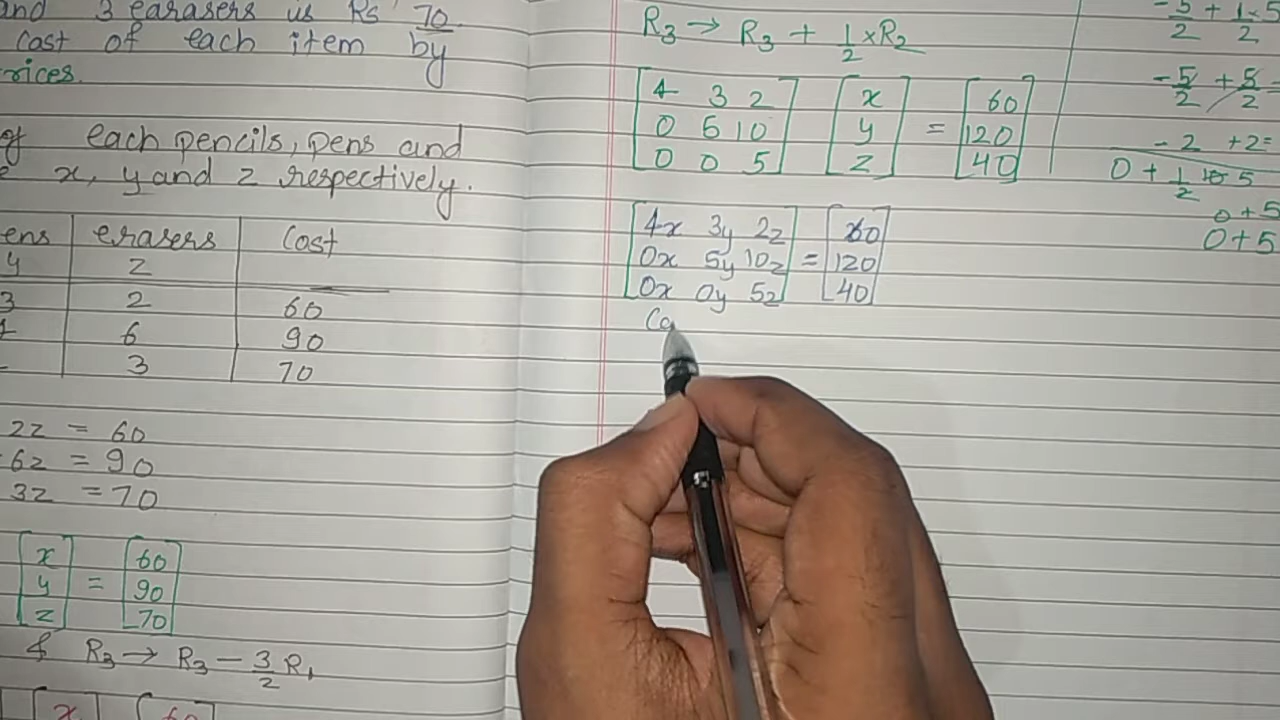 and 3 earasers is Rs 70
cost of each item by
rices.
of each pencils, pens and
x, y and z respectively.
ens erasers Cost
y z
3 2 60
4 6 90
3 70
2z = 60
6z = 90
3z = 70
x 60
y = 90
z 70
& R3 → R3 - 3/2 R1
x 60
R3 → R3 + 1/2 × R2
4 3 2 x 60
0 5 10 y = 120
0 0 5 z 40
4x 3y 2z 60
0x 5y 10z = 120
0x 0y 5z 40
Co
-5/2 + 1/2 × 5
-5/2 + 5/2 =
-2 +2=
0 + 1/2 10 5
0+5
0+5